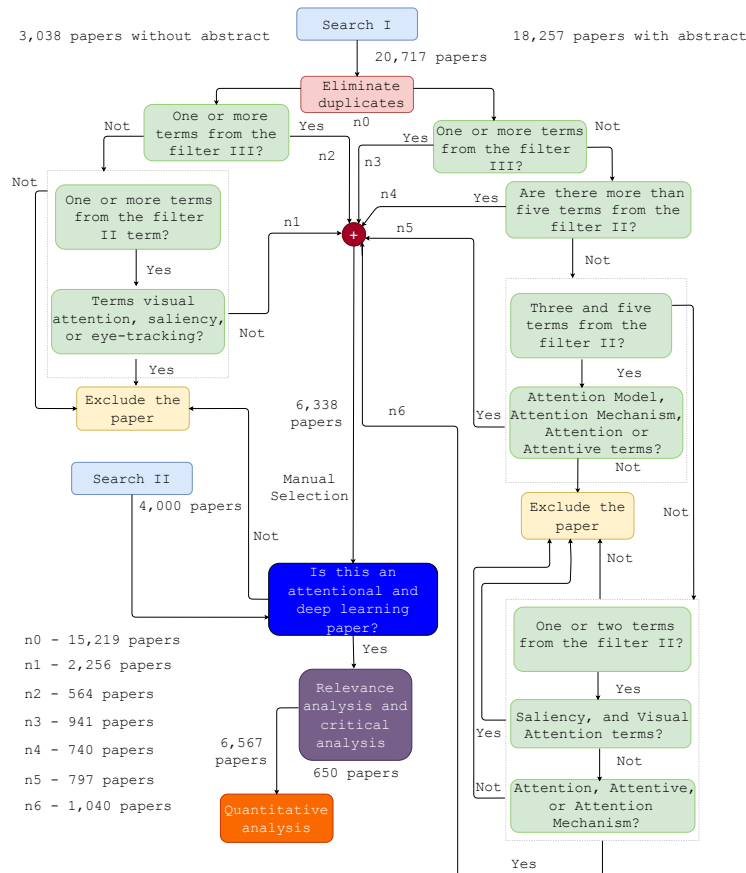 Search I
3,038 papers without abstract
18,257 papers with abstract
20,717 papers
Eliminate
duplicates
n0
One or more
terms from the
filter III?
Not
Yes
n2
One or more terms
from the filter
III?
Yes
n3
Not
Not
One or more terms
from the filter
II term?
n4
Yes
Are there more than
five terms from the
filter II?
n1
+
n5
Yes
Not
Terms visual
attention, saliency,
or eye-tracking?
Not
Three and five
terms from the
filter II?
Yes
Yes
Exclude the
paper
6,338
papers
n6
Yes
Attention Model,
Attention Mechanism,
Attention or
Attentive terms?
Not
Search II
4,000 papers
Manual
Selection
Exclude the
paper
Not
Not
Not
Is this an
attentional and
deep learning
paper?
Yes
n0 - 15,219 papers
n1 - 2,256 papers
n2 - 564 papers
n3 - 941 papers
n4 - 740 papers
n5 - 797 papers
n6 - 1,040 papers
Relevance
analysis and
critical
analysis
6,567
papers
650 papers
Quantitative
analysis
One or two terms
from the filter II?
Yes
Saliency, and Visual
Attention terms?
Yes
Not
Not
Attention, Attentive,
or Attention
Mechanism?
Yes